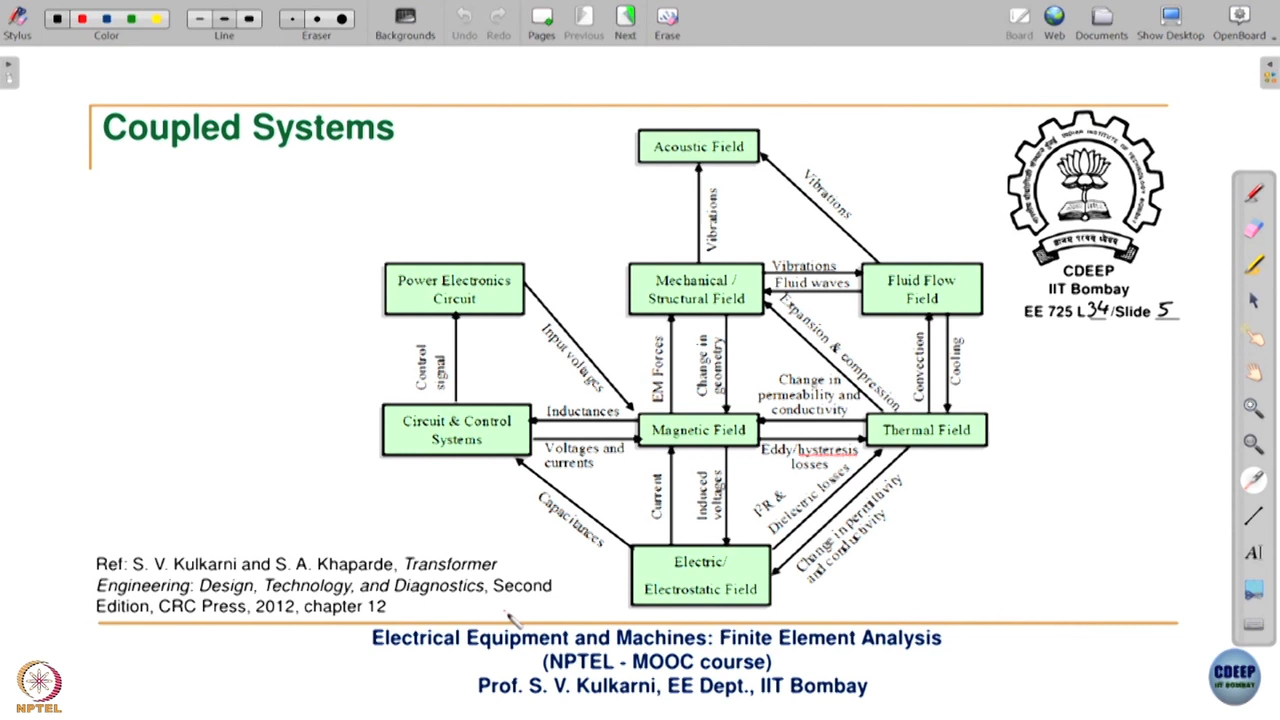 Stylus
Color
Line
Eraser
Backgrounds
Undo
Redo
Pages
Previous
Next
Erase
Board
Web
Documents
Show Desktop
OpenBoard
Coupled Systems
Acoustic Field
Vibrations
Vibrations
Power Electronics
Circuit
Mechanical /
Structural Field
Vibrations
Fluid waves
Fluid Flow
Field
CDEEP
IIT Bombay
EE 725 L 34 /Slide 5
Control
signal
Input voltages
EM Forces
Change in
geometry
Expansion & compression
Convection
Cooling
Change in
permeability and
conductivity
Circuit & Control
Systems
Inductances
Voltages and
currents
Magnetic Field
Eddy/hysteresis
losses
Thermal Field
Capacitances
Current
Induced
voltages
I²R &
Dielectric losses
Change in permittivity
and conductivity
Electric/
Electrostatic Field
Ref: S. V. Kulkarni and S. A. Khaparde, Transformer
Engineering: Design, Technology, and Diagnostics, Second
Edition, CRC Press, 2012, chapter 12
Electrical Equipment and Machines: Finite Element Analysis
(NPTEL - MOOC course)
Prof. S. V. Kulkarni, EE Dept., IIT Bombay
NPTEL
CDEEP
IIT BOMBAY